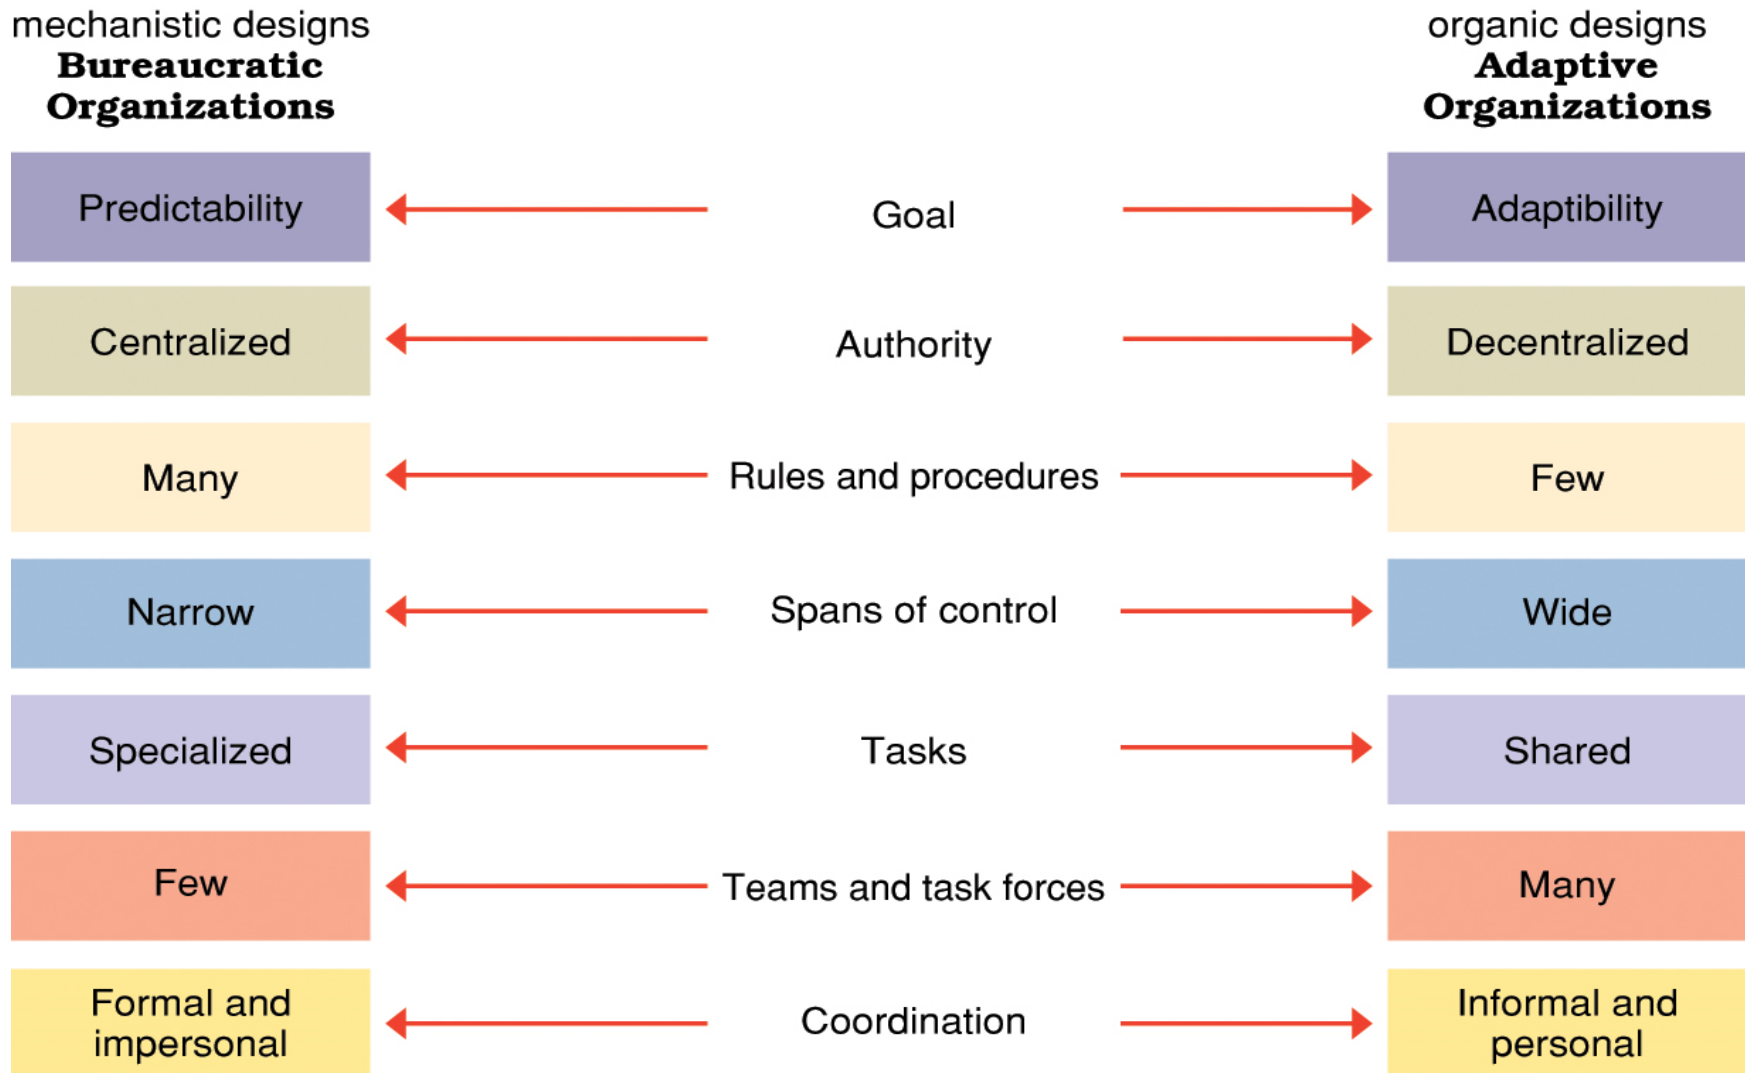 mechanistic designs
Bureaucratic
Organizations
organic designs
Adaptive
Organizations
Predictability
Goal
Adaptibility
Centralized
Authority
Decentralized
Many
Rules and procedures
Few
Narrow
Spans of control
Wide
Specialized
Tasks
Shared
Few
Teams and task forces
Many
Formal and
impersonal
Coordination
Informal and
personal